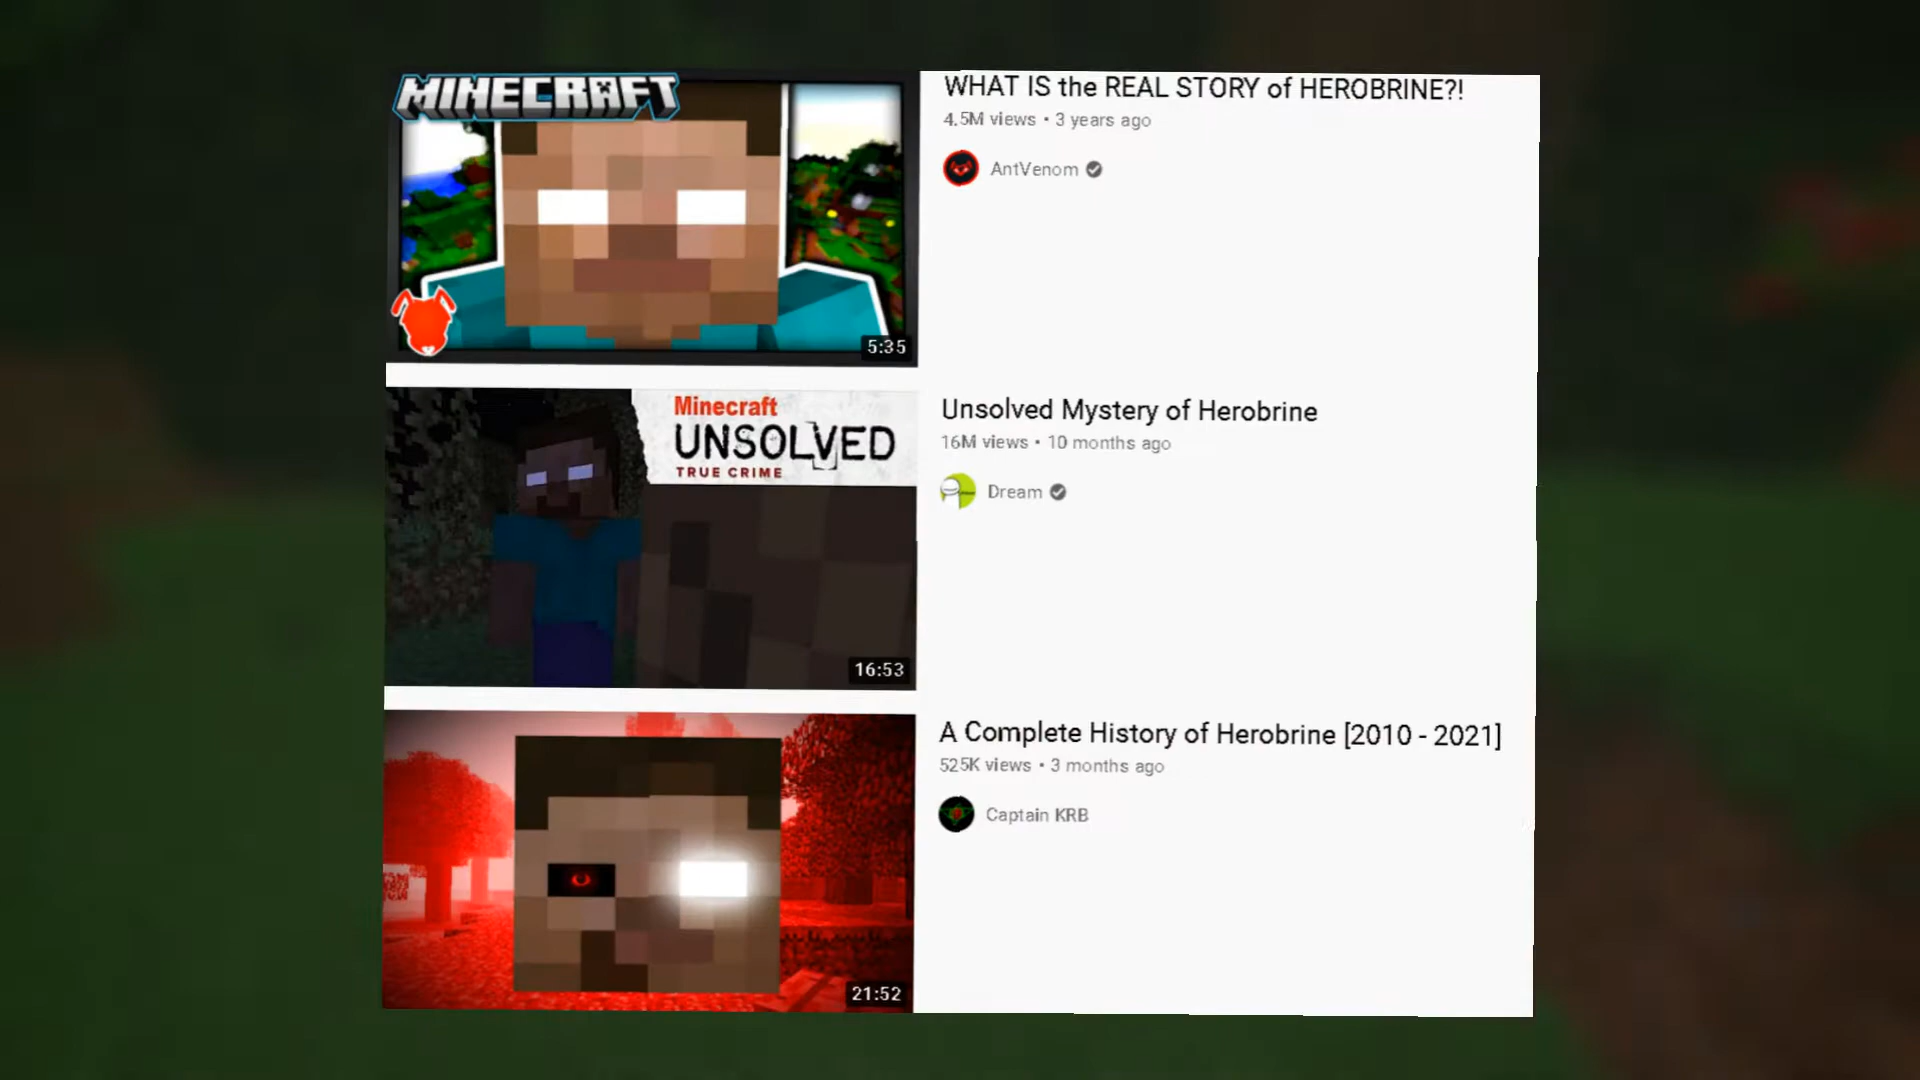 MINECRAFT
5:35
WHAT IS the REAL STORY of HEROBRINE?!
4.5M views • 3 years ago
AntVenom
Minecraft
UNSOLVED
TRUE CRIME
16:53
Unsolved Mystery of Herobrine
16M views • 10 months ago
Dream
21:52
A Complete History of Herobrine [2010 - 2021]
525K views • 3 months ago
Captain KRB